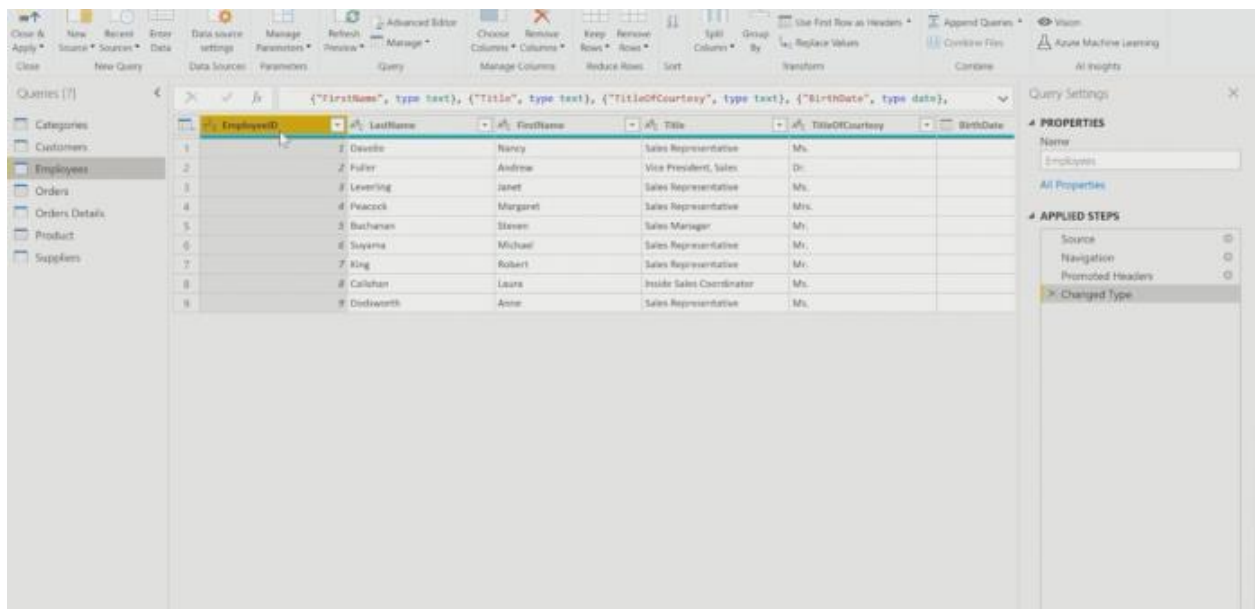 Close & New Recent Enter Data source Manage Refresh Advanced Editor Choose Remove Keep Remove Split Group Use First Row as Headers Append Queries Vision
Apply Source Sources Data settings Parameters Preview Manage Columns Columns Rows Rows Column By Replace Values Combine Files Azure Machine Learning
Close New Query Data Sources Parameters Query Manage Columns Reduce Rows Sort Transform Combine AI Insights
Queries [7] fx {"FirstName", type text}, {"Title", type text}, {"TitleOfCourtesy", type text}, {"BirthDate", type date}, Query Settings
Categories EmployeeID LastName FirstName Title TitleOfCourtesy BirthDate PROPERTIES
Customers 1 1 Davolio Nancy Sales Representative Ms. Name
Employees 2 2 Fuller Andrew Vice President, Sales Dr. Employees
Orders 3 3 Leverling Janet Sales Representative Ms. All Properties
Orders Details 4 4 Peacock Margaret Sales Representative Mrs. APPLIED STEPS
Product 5 5 Buchanan Steven Sales Manager Mr. Source
Suppliers 6 6 Suyama Michael Sales Representative Mr. Navigation
7 7 King Robert Sales Representative Mr. Promoted Headers
8 8 Callahan Laura Inside Sales Coordinator Ms. Changed Type
9 9 Dodsworth Anne Sales Representative Ms.